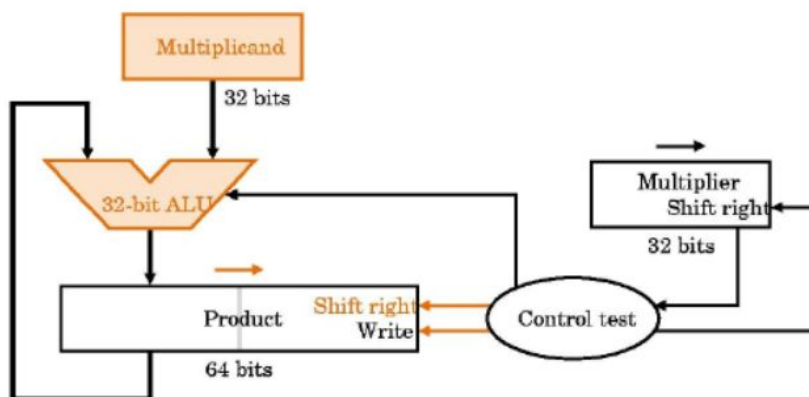 Multiplicand
32 bits
32-bit ALU
Multiplier
Shift right
32 bits
Product
Shift right
Write
64 bits
Control test